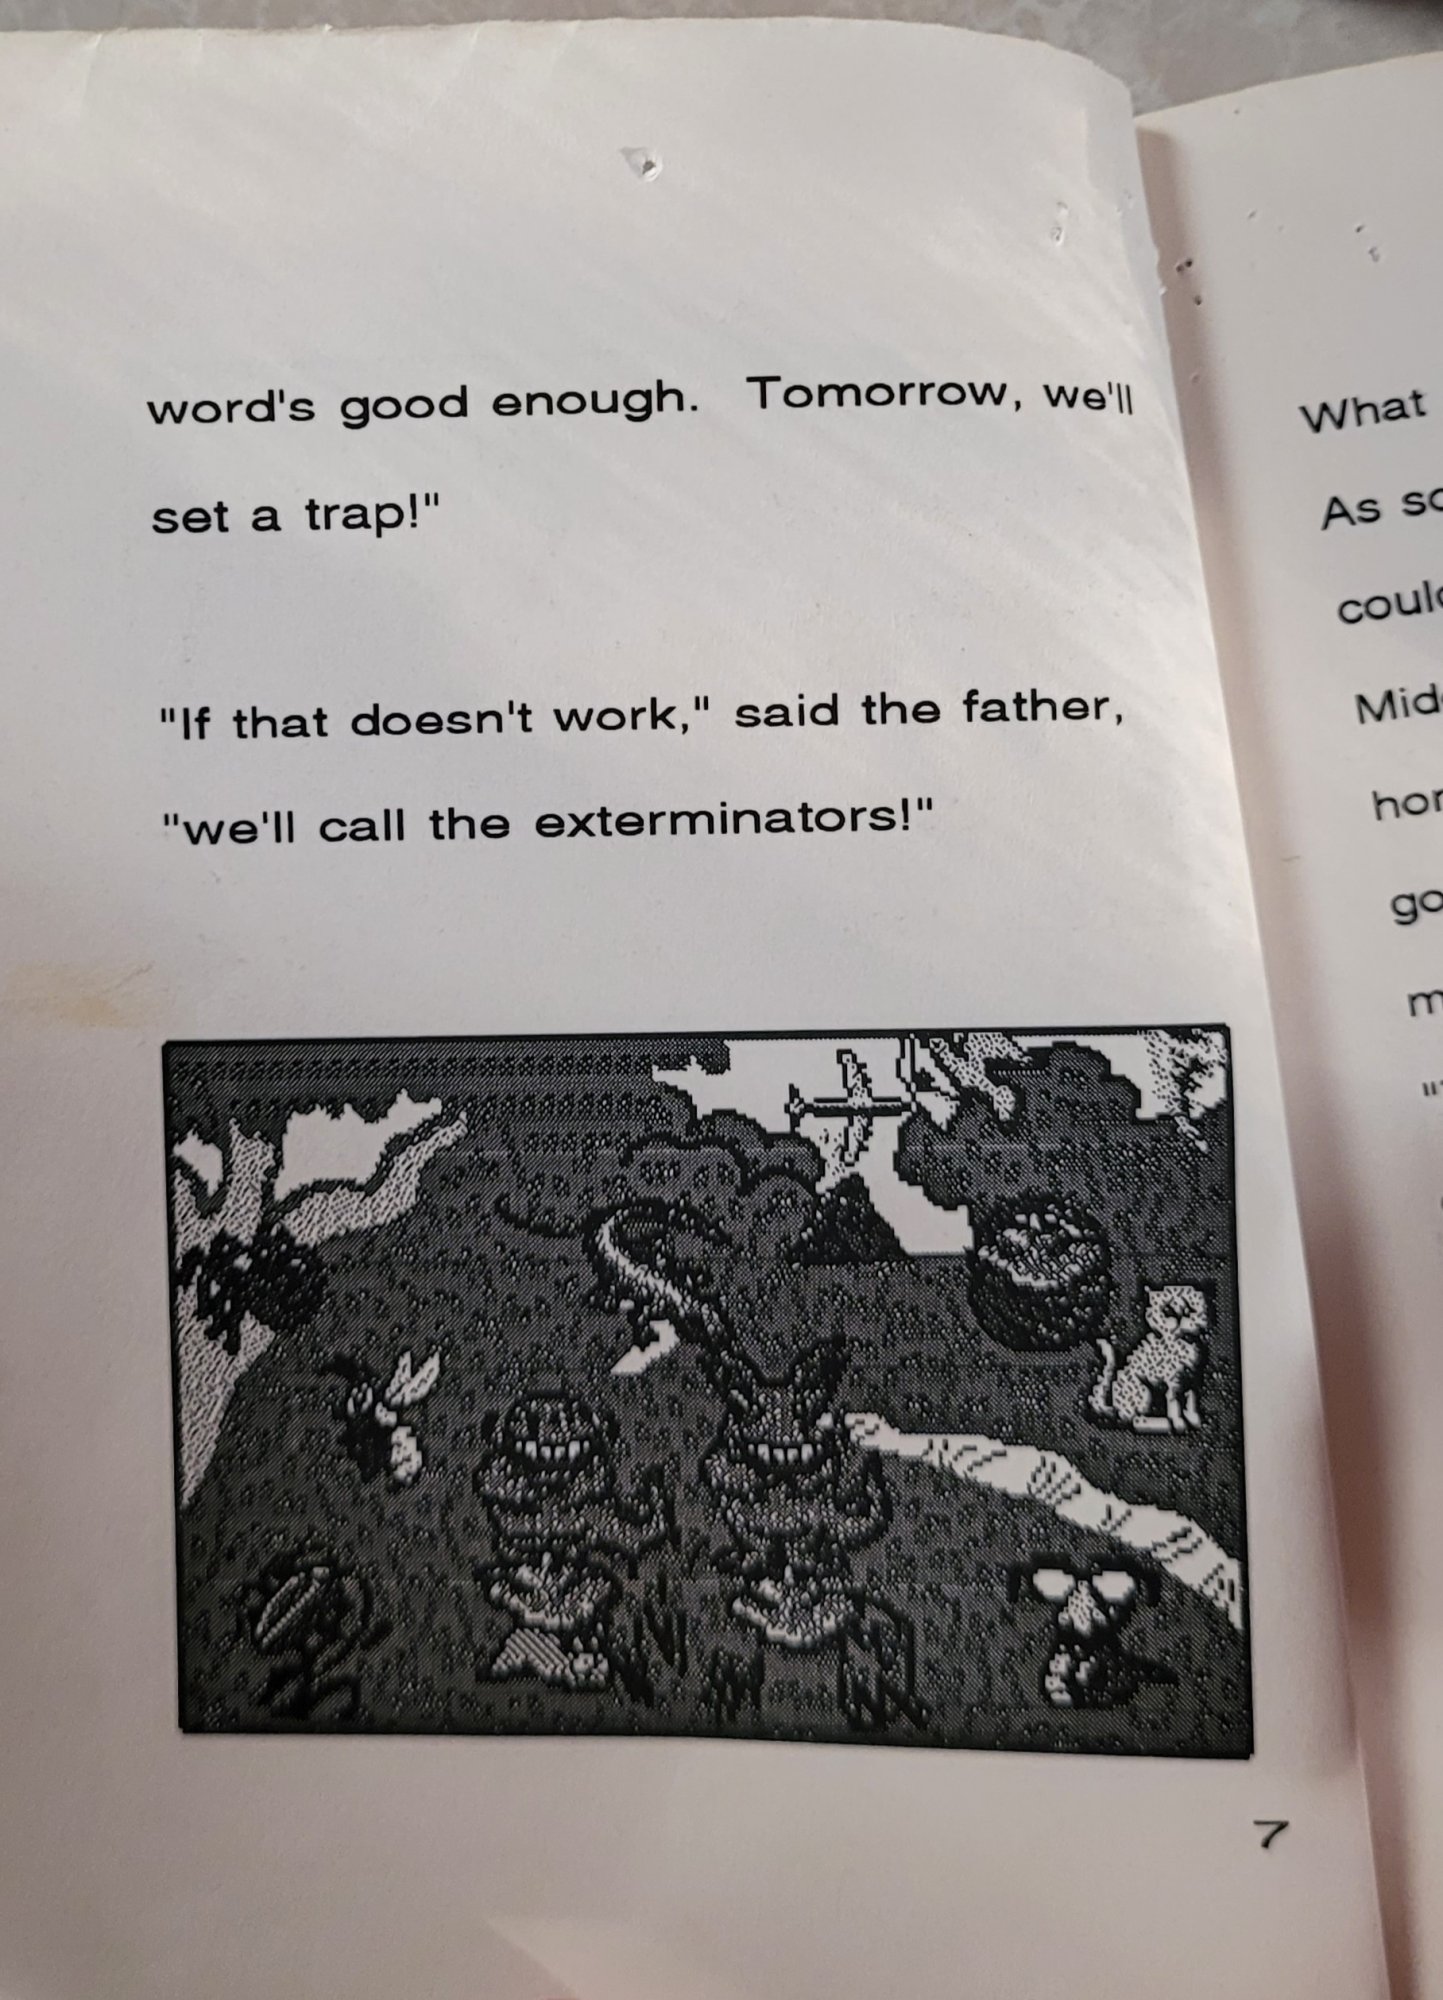 word's good enough. Tomorrow, we'll
set a trap!"
"If that doesn't work," said the father,
"we'll call the exterminators!"
7
What
As